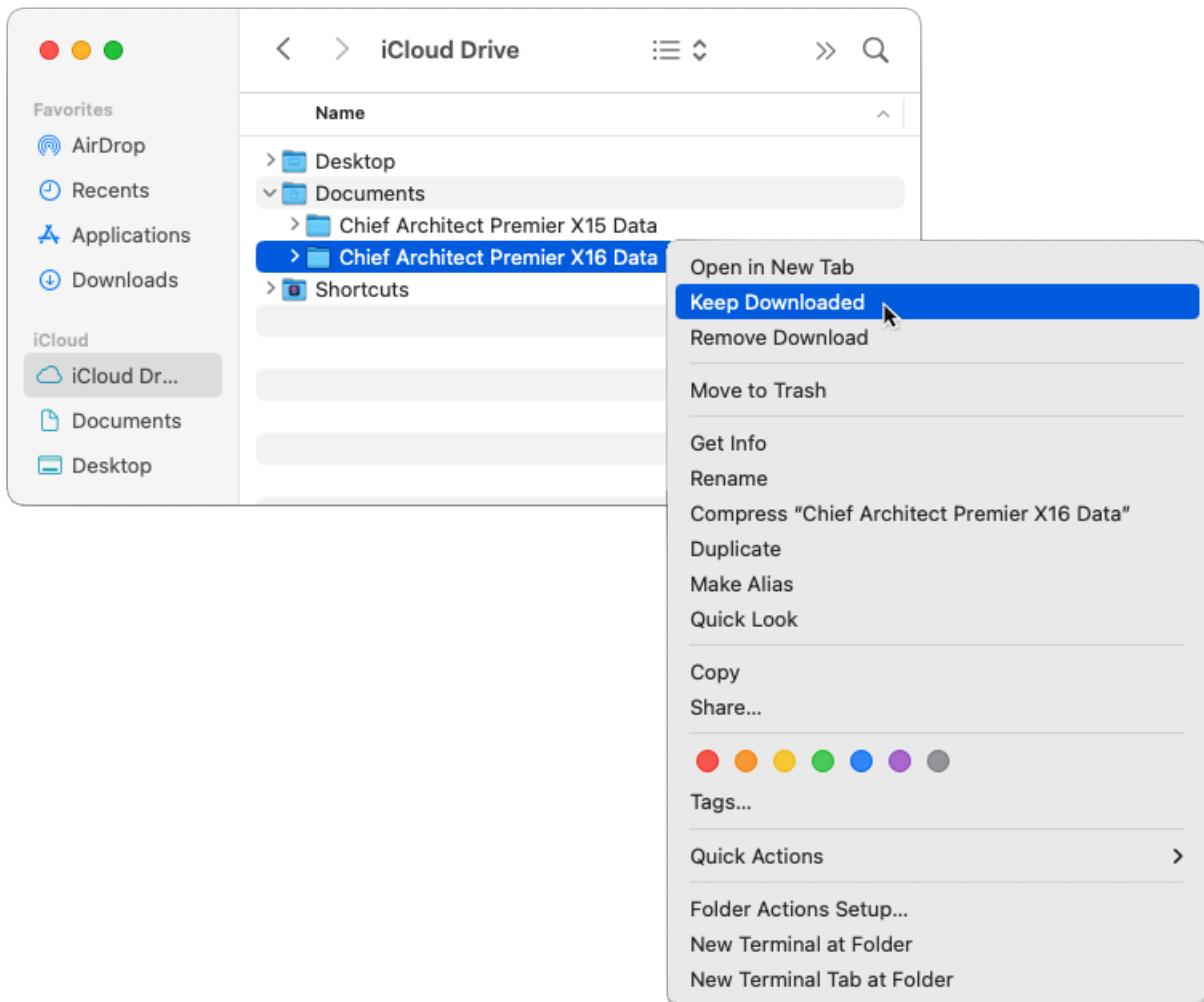 iCloud Drive
Favorites
AirDrop
Recents
Applications
Downloads
iCloud
iCloud Dr...
Documents
Desktop
Name
Desktop
Documents
Chief Architect Premier X15 Data
Chief Architect Premier X16 Data
Shortcuts
Open in New Tab
Keep Downloaded
Remove Download
Move to Trash
Get Info
Rename
Compress “Chief Architect Premier X16 Data”
Duplicate
Make Alias
Quick Look
Copy
Share...
Tags...
Quick Actions
Folder Actions Setup...
New Terminal at Folder
New Terminal Tab at Folder